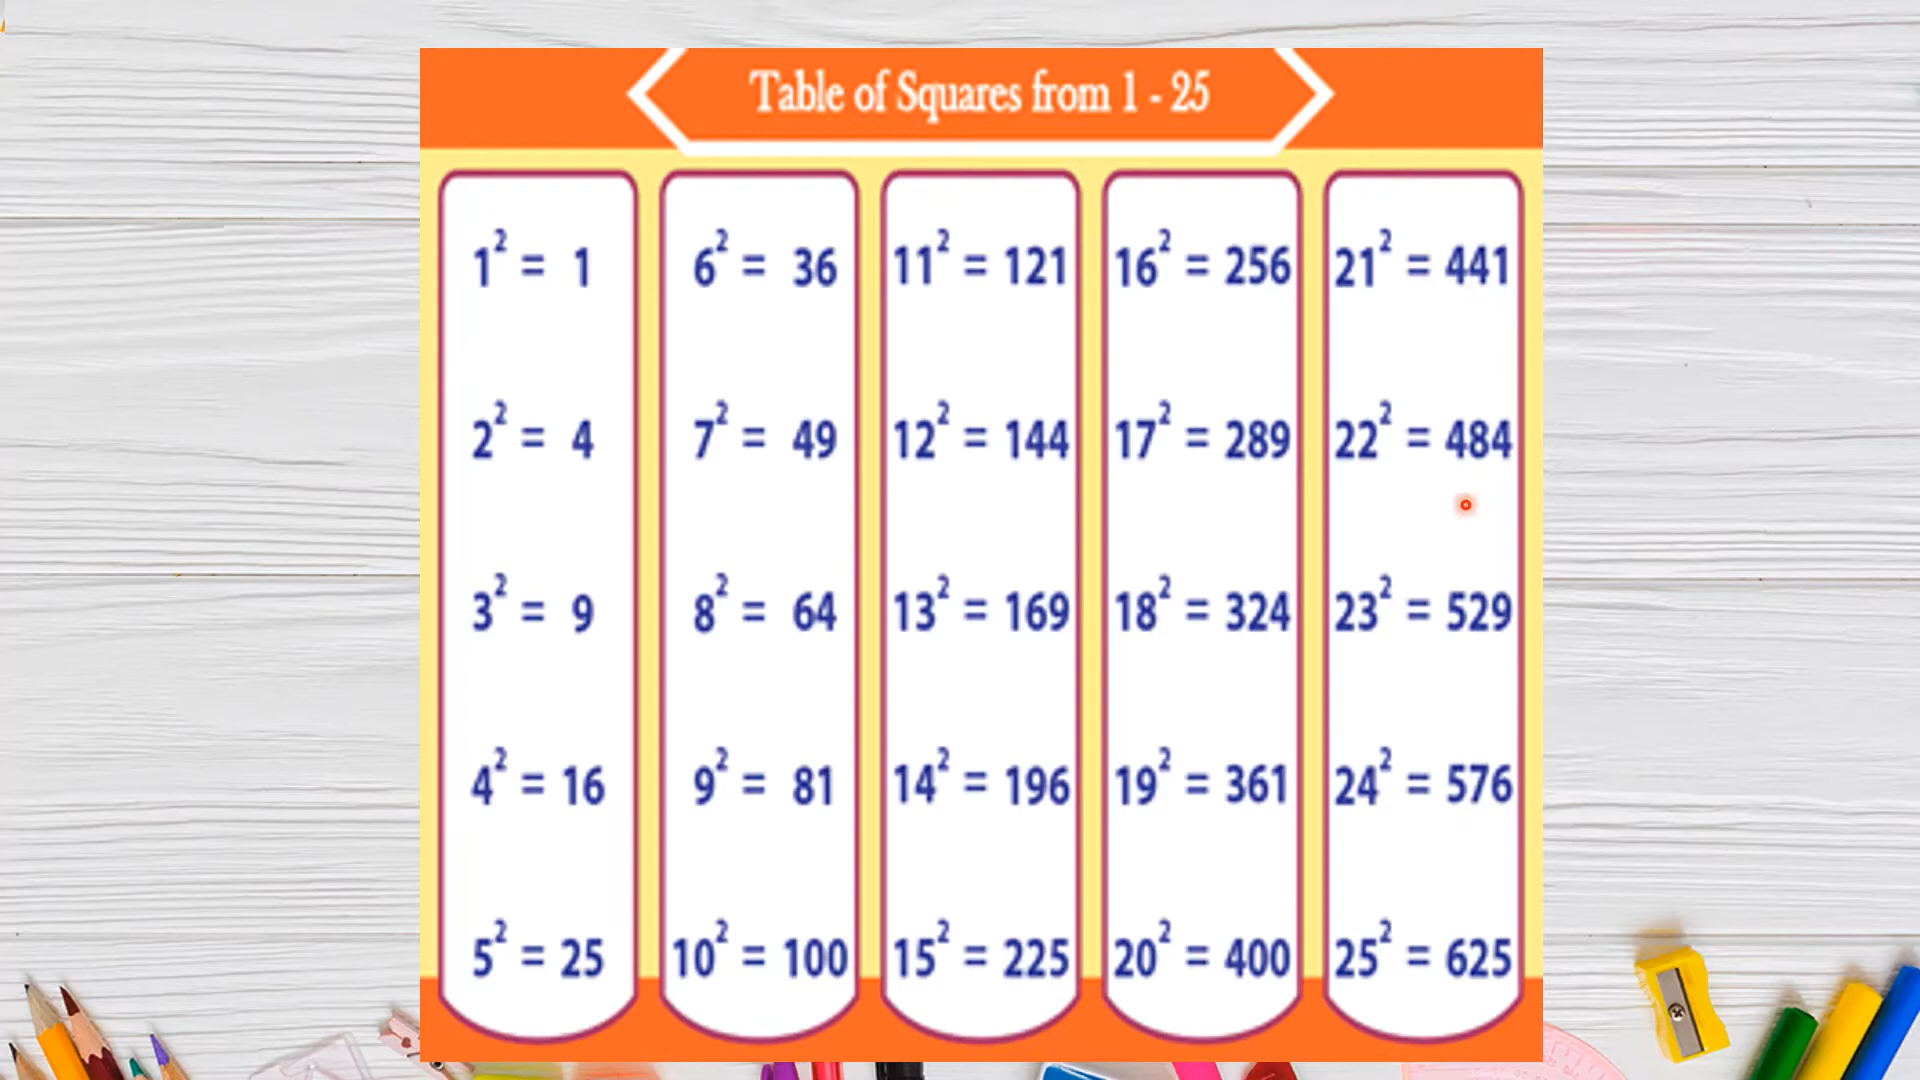 Table of Squares from 1 - 25
1² = 1
2² = 4
3² = 9
4² = 16
5² = 25
6² = 36
7² = 49
8² = 64
9² = 81
10² = 100
11² = 121
12² = 144
13² = 169
14² = 196
15² = 225
16² = 256
17² = 289
18² = 324
19² = 361
20² = 400
21² = 441
22² = 484
23² = 529
24² = 576
25² = 625